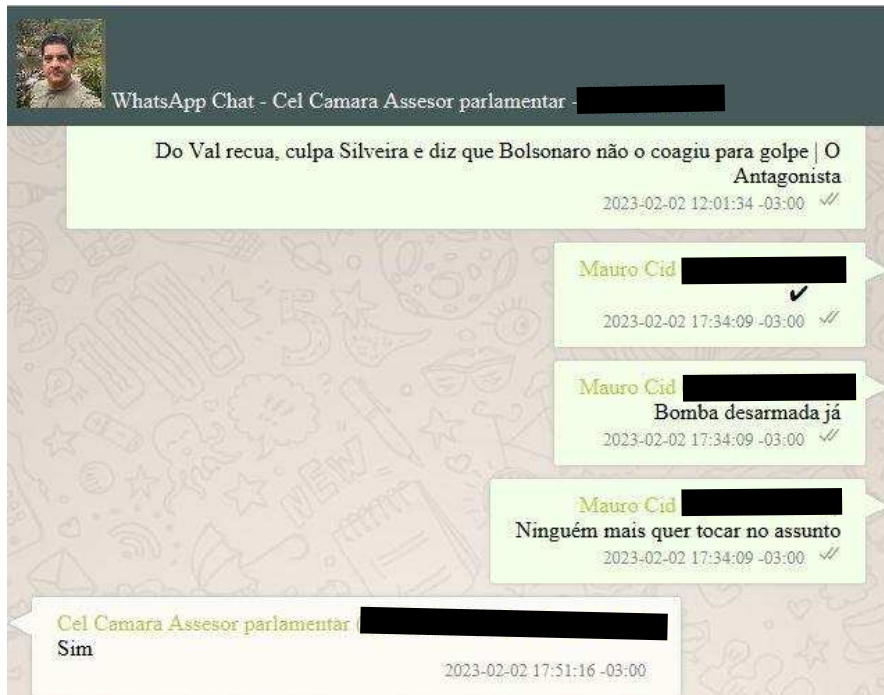 WhatsApp Chat - Cel Camara Assesor parlamentar -
Do Val recua, culpa Silveira e diz que Bolsonaro não o coagiu para golpe | O
Antagonista
2023-02-02 12:01:34 -03:00
Mauro Cid
2023-02-02 17:34:09 -03:00
Mauro Cid
Bomba desarmada já
2023-02-02 17:34:09 -03:00
Mauro Cid
Ninguém mais quer tocar no assunto
2023-02-02 17:34:09 -03:00
Cel Camara Assesor parlamentar (
Sim
2023-02-02 17:51:16 -03:00